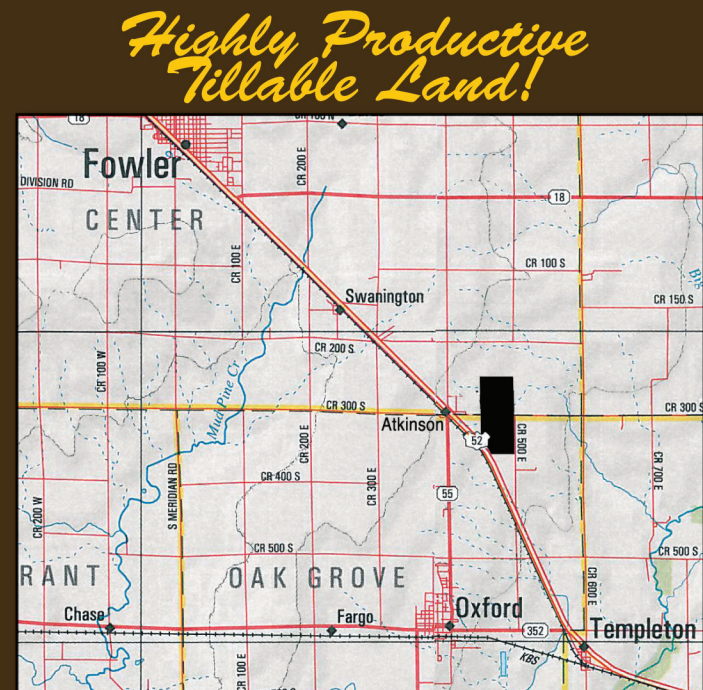 Highly Productive
Tillable Land!
18
CR 100 N
Fowler
CR 200 E
DIVISION RD
18
CENTER
CR 100 E
CR 100 S
Swanington
CR 150 S
CR 200 S
CR 100 W
Mud Pine Cr
CR 300 S
CR 300 S
Atkinson
52
CR 500 E
CR 200 E
CR 700 E
S MERIDIAN RD
CR 400 S
CR 300 E
55
CR 200 W
CR 500 S
CR 500 S
RANT
OAK GROVE
CR 600 E
Chase
Fargo
Oxford
352
Templeton
KBS
CR 100 E